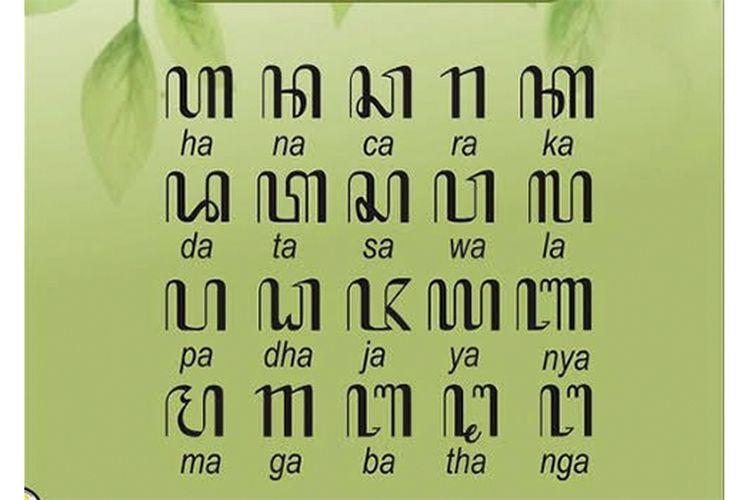 ꦲ ꦤ ꦕ ꦫ ꦏ
ha na ca ra ka
ꦢ ꦠ ꦱ ꦮ ꦭ
da ta sa wa la
ꦥ ꦝ ꦗ ꦪ ꦚ
pa dha ja ya nya
ꦩ ꦒ ꦧ ꦛ ꦔ
ma ga ba tha nga